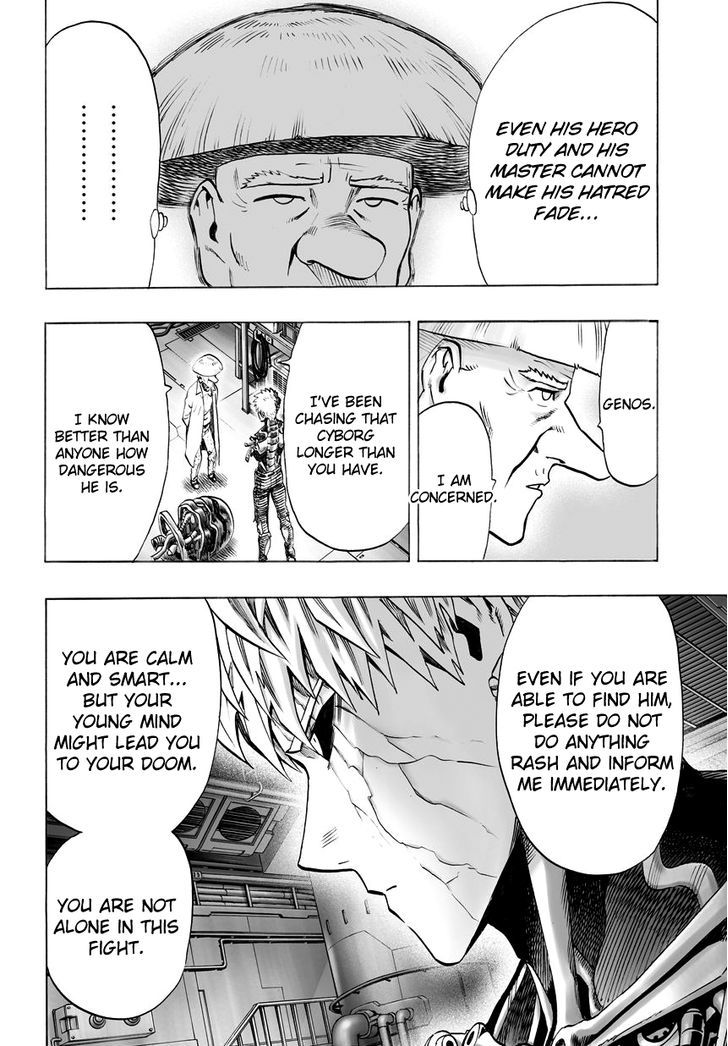 EVEN HIS HERO
DUTY AND HIS
MASTER CANNOT
MAKE HIS HATRED
FADE...
GENOS.
I AM
CONCERNED.
I'VE BEEN
CHASING THAT
CYBORG
LONGER THAN
YOU HAVE.
I KNOW
BETTER THAN
ANYONE HOW
DANGEROUS
HE IS.
EVEN IF YOU ARE
ABLE TO FIND HIM,
PLEASE DO NOT
DO ANYTHING
RASH AND INFORM
ME IMMEDIATELY.
YOU ARE CALM
AND SMART...
BUT YOUR
YOUNG MIND
MIGHT LEAD YOU
TO YOUR DOOM.
YOU ARE NOT
ALONE IN THIS
FIGHT.